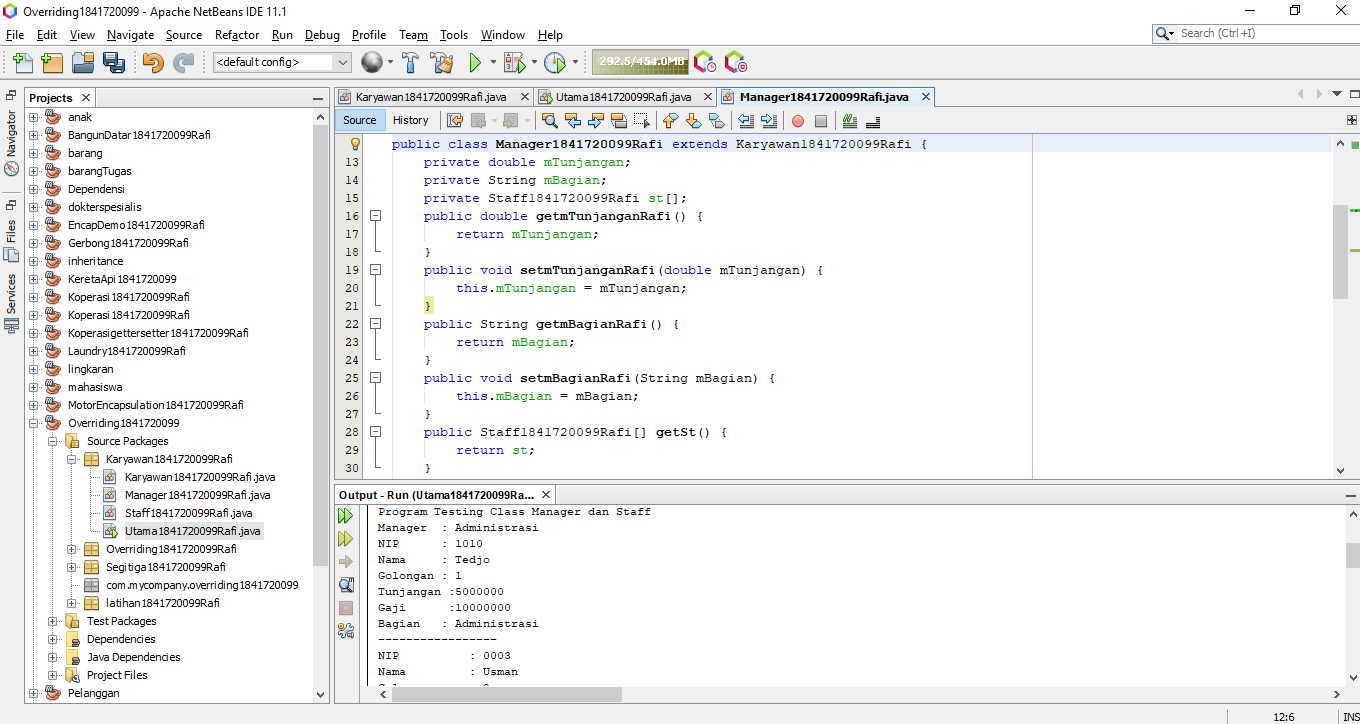 Overriding1841720099 - Apache NetBeans IDE 11.1
File Edit View Navigate Source Refactor Run Debug Profile Team Tools Window Help
Search (Ctrl+I)
<default config>
292.5/454.0MB
Navigator
Files
Services
Projects
anak
BangunDatar1841720099Rafi
barang
barangTugas
Dependensi
dokterspesialis
EncapDemo1841720099Rafi
Gerbong1841720099Rafi
inheritance
KeretaApi1841720099
Koperasi1841720099Rafi
Koperasi1841720099Rafi
Koperasigettersetter1841720099Rafi
Laundry1841720099Rafi
lingkaran
mahasiswa
MotorEncapsulation1841720099Rafi
Overriding1841720099
Source Packages
Karyawan1841720099Rafi
Karyawan1841720099Rafi.java
Manager1841720099Rafi.java
Staff1841720099Rafi.java
Utama1841720099Rafi.java
Overriding1841720099Rafi
Segitiga1841720099Rafi
com.mycompany.overriding1841720099
latihan1841720099Rafi
Test Packages
Dependencies
Java Dependencies
Project Files
Pelanggan
Karyawan1841720099Rafi.java Utama1841720099Rafi.java Manager1841720099Rafi.java
Source History
public class Manager1841720099Rafi extends Karyawan1841720099Rafi {
13 private double mTunjangan;
14 private String mBagian;
15 private Staff1841720099Rafi st[];
16 public double getmTunjanganRafi() {
17 return mTunjangan;
18 }
19 public void setmTunjanganRafi(double mTunjangan) {
20 this.mTunjangan = mTunjangan;
21 }
22 public String getmBagianRafi() {
23 return mBagian;
24 }
25 public void setmBagianRafi(String mBagian) {
26 this.mBagian = mBagian;
27 }
28 public Staff1841720099Rafi[] getSt() {
29 return st;
30 }
Output - Run (Utama1841720099Ra...
Program Testing Class Manager dan Staff
Manager : Administrasi
NIP : 1010
Nama : Tedjo
Golongan : 1
Tunjangan :5000000
Gaji :10000000
Bagian : Administrasi
-----------------
NIP : 0003
Nama : Usman
12:6 INS